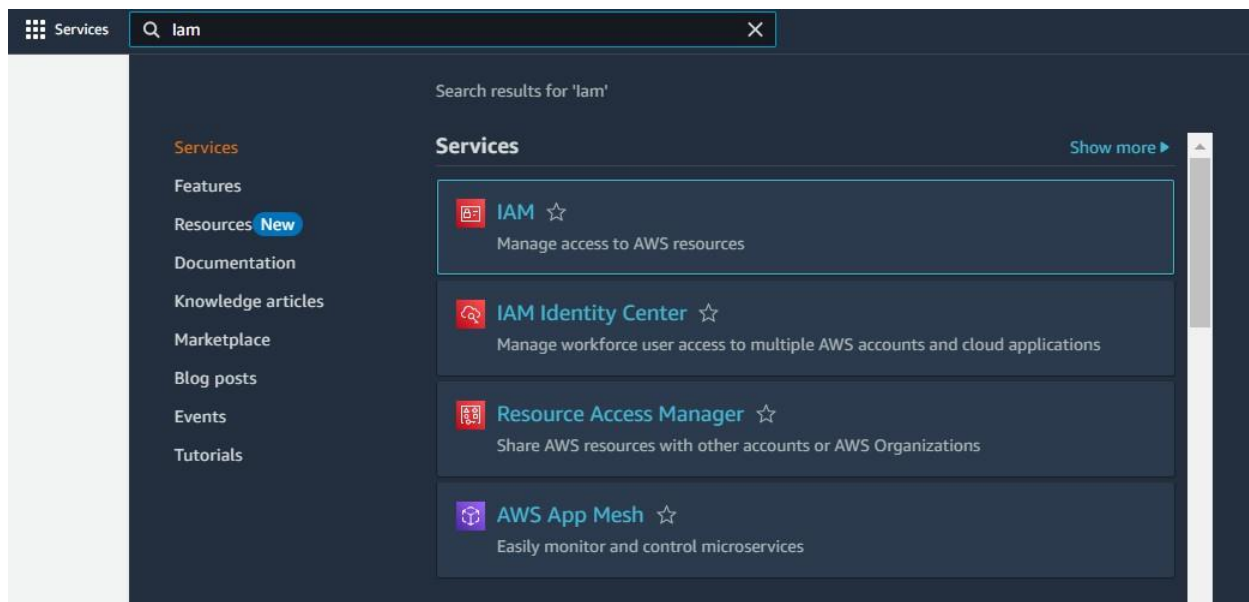 Services
Iam
Search results for 'Iam'
Services
Features
Resources New
Documentation
Knowledge articles
Marketplace
Blog posts
Events
Tutorials
Services
Show more
IAM
Manage access to AWS resources
IAM Identity Center
Manage workforce user access to multiple AWS accounts and cloud applications
Resource Access Manager
Share AWS resources with other accounts or AWS Organizations
AWS App Mesh
Easily monitor and control microservices